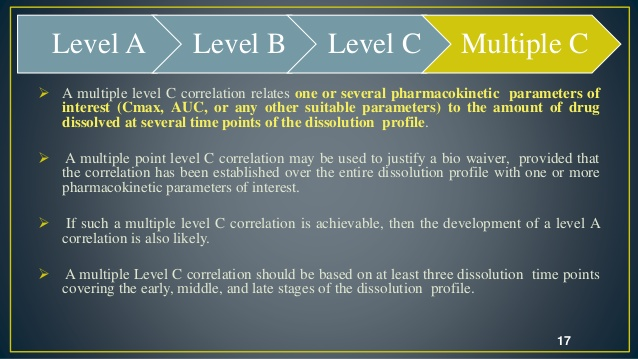 Level A Level B Level C Multiple C
➢ A multiple level C correlation relates one or several pharmacokinetic parameters of
interest (Cmax, AUC, or any other suitable parameters) to the amount of drug
dissolved at several time points of the dissolution profile.
➢ A multiple point level C correlation may be used to justify a bio waiver, provided that
the correlation has been established over the entire dissolution profile with one or more
pharmacokinetic parameters of interest.
➢ If such a multiple level C correlation is achievable, then the development of a level A
correlation is also likely.
➢ A multiple Level C correlation should be based on at least three dissolution time points
covering the early, middle, and late stages of the dissolution profile.
17